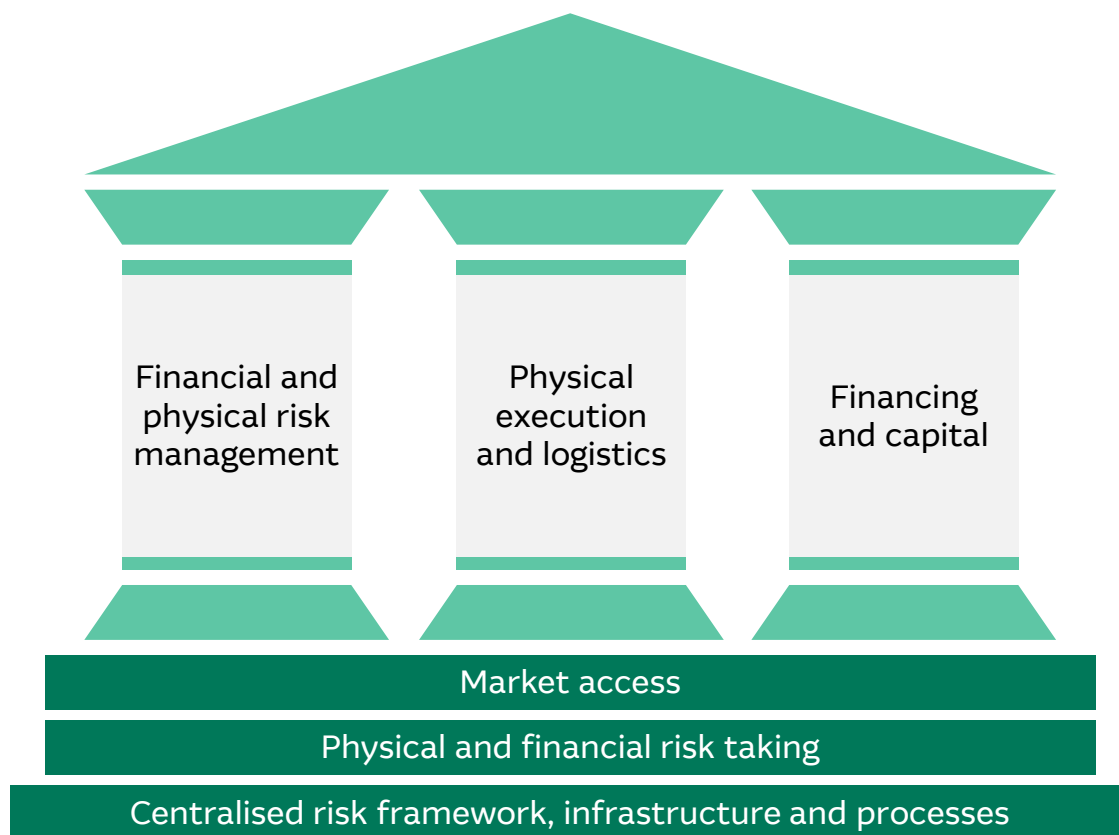 Financial and
physical risk
management
Physical
execution
and logistics
Financing
and capital
Market access
Physical and financial risk taking
Centralised risk framework, infrastructure and processes